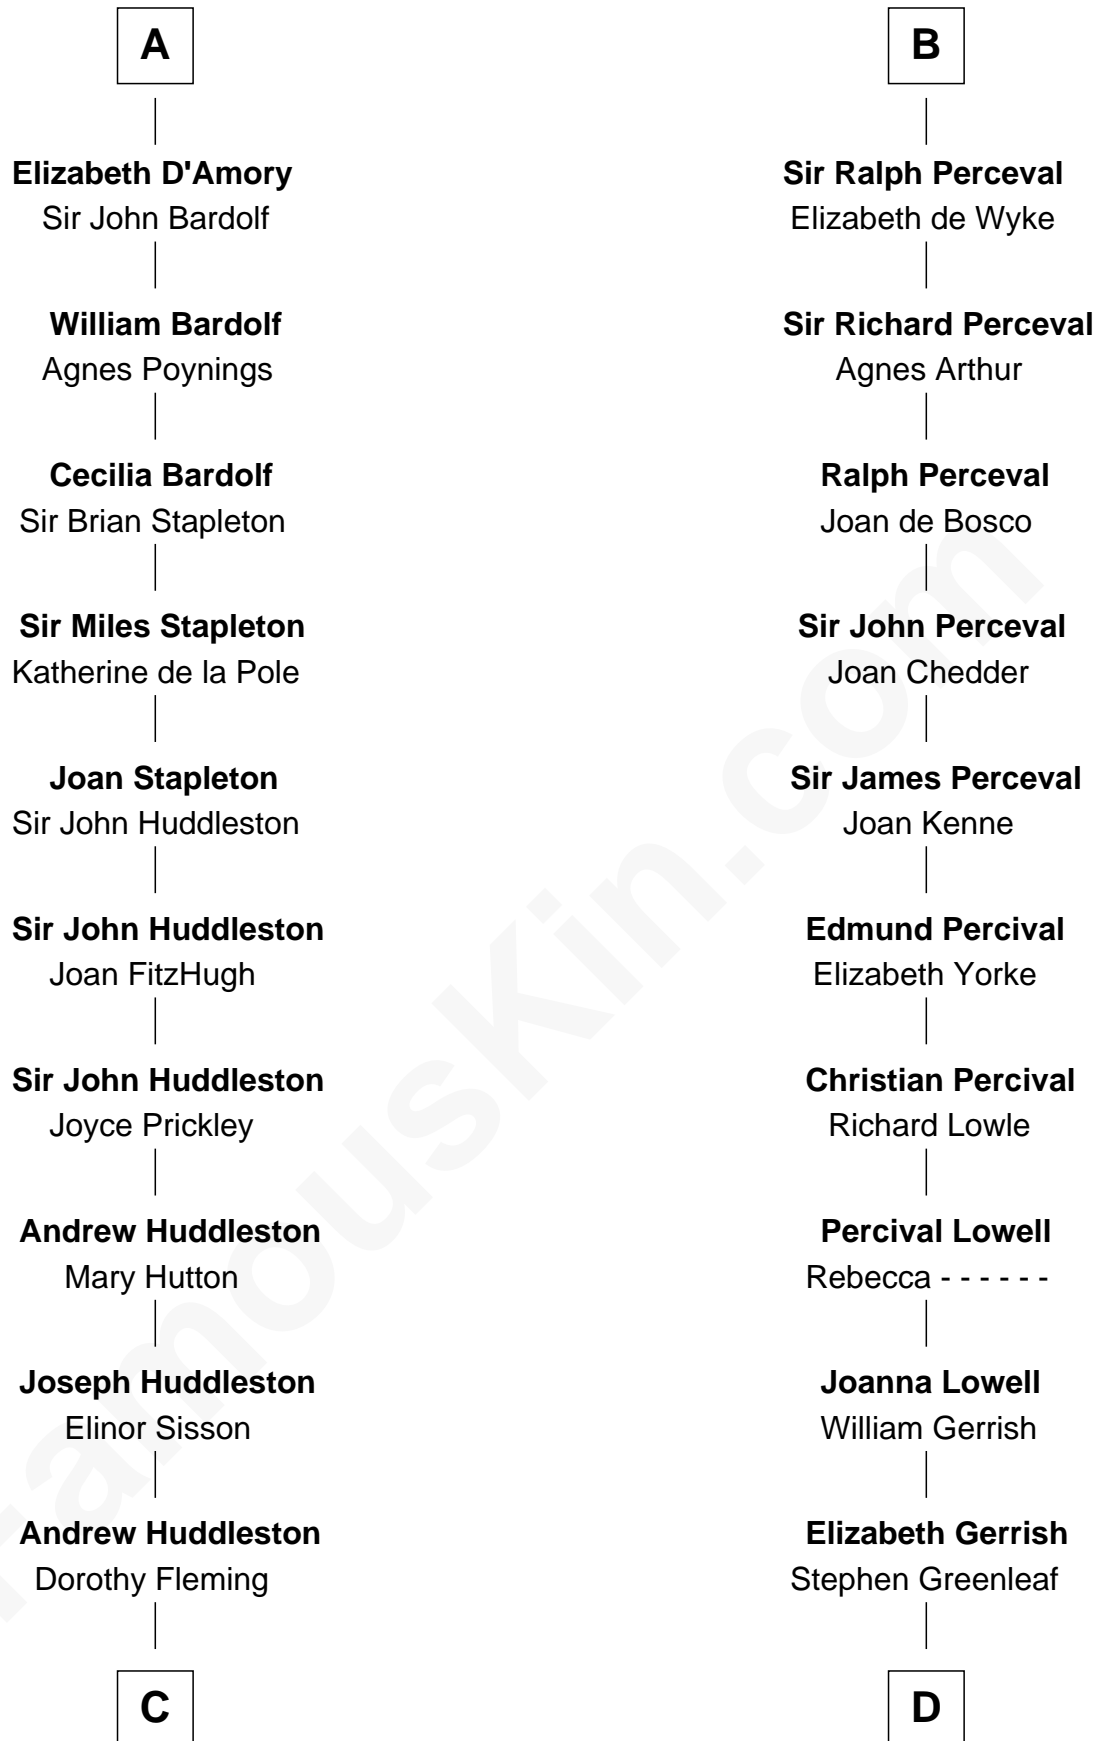 A
Elizabeth D'Amory
Sir John Bardolf
William Bardolf
Agnes Poynings
Cecilia Bardolf
Sir Brian Stapleton
Sir Miles Stapleton
Katherine de la Pole
Joan Stapleton
Sir John Huddleston
Sir John Huddleston
Joan FitzHugh
Sir John Huddleston
Joyce Prickley
Andrew Huddleston
Mary Hutton
Joseph Huddleston
Elinor Sisson
Andrew Huddleston
Dorothy Fleming
C
B
Sir Ralph Perceval
Elizabeth de Wyke
Sir Richard Perceval
Agnes Arthur
Ralph Perceval
Joan de Bosco
Sir John Perceval
Joan Chedder
Sir James Perceval
Joan Kenne
Edmund Percival
Elizabeth Yorke
Christian Percival
Richard Lowle
Percival Lowell
Rebecca - - - - - -
Joanna Lowell
William Gerrish
Elizabeth Gerrish
Stephen Greenleaf
D
FamousKin.com